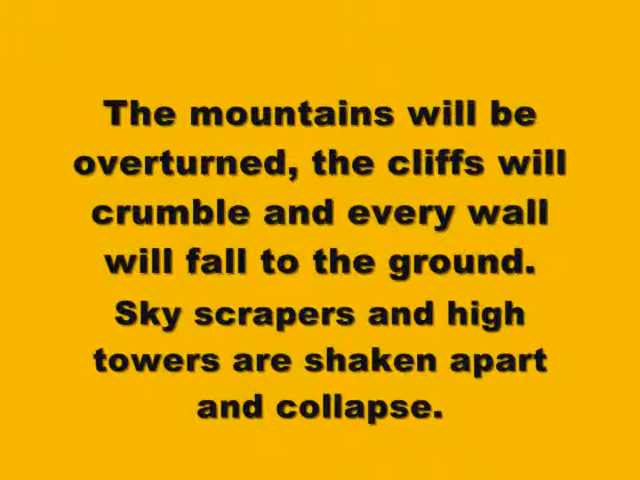 The mountains will be
overturned, the cliffs will
crumble and every wall
will fall to the ground.
Sky scrapers and high
towers are shaken apart
and collapse.